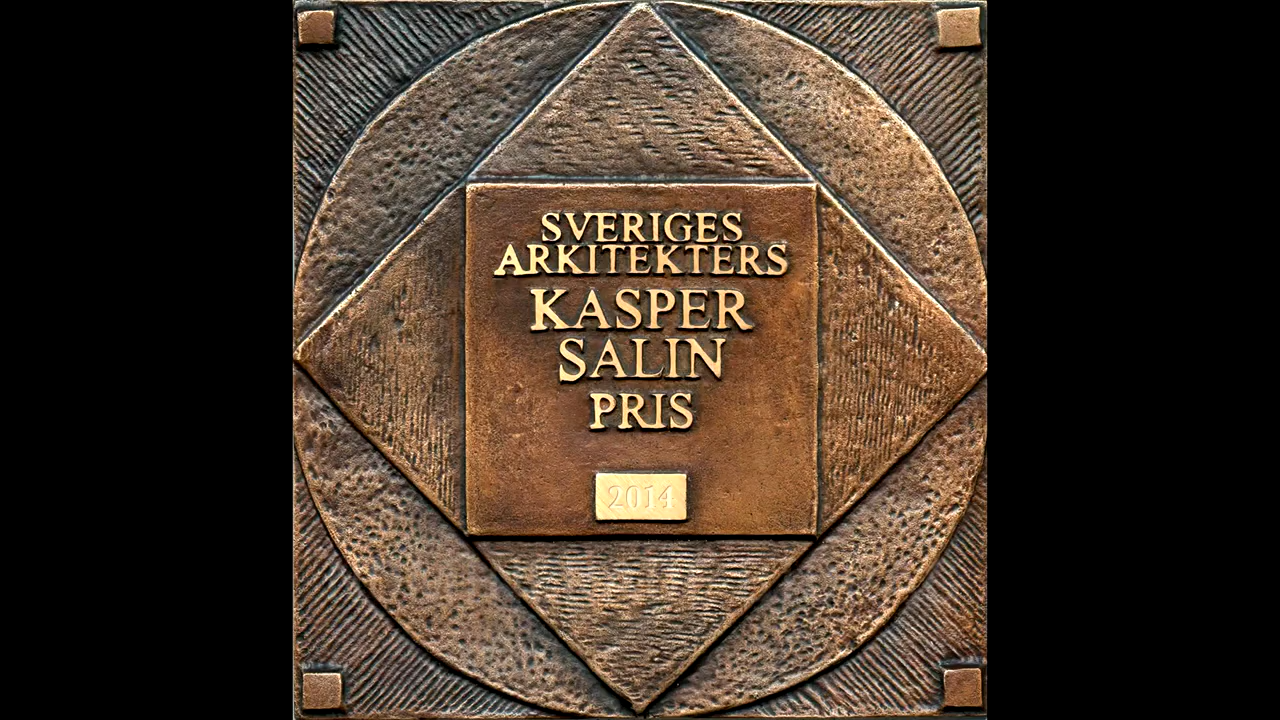 SVERIGES
ARKITEKTERS
KASPER
SALIN
PRIS
2014